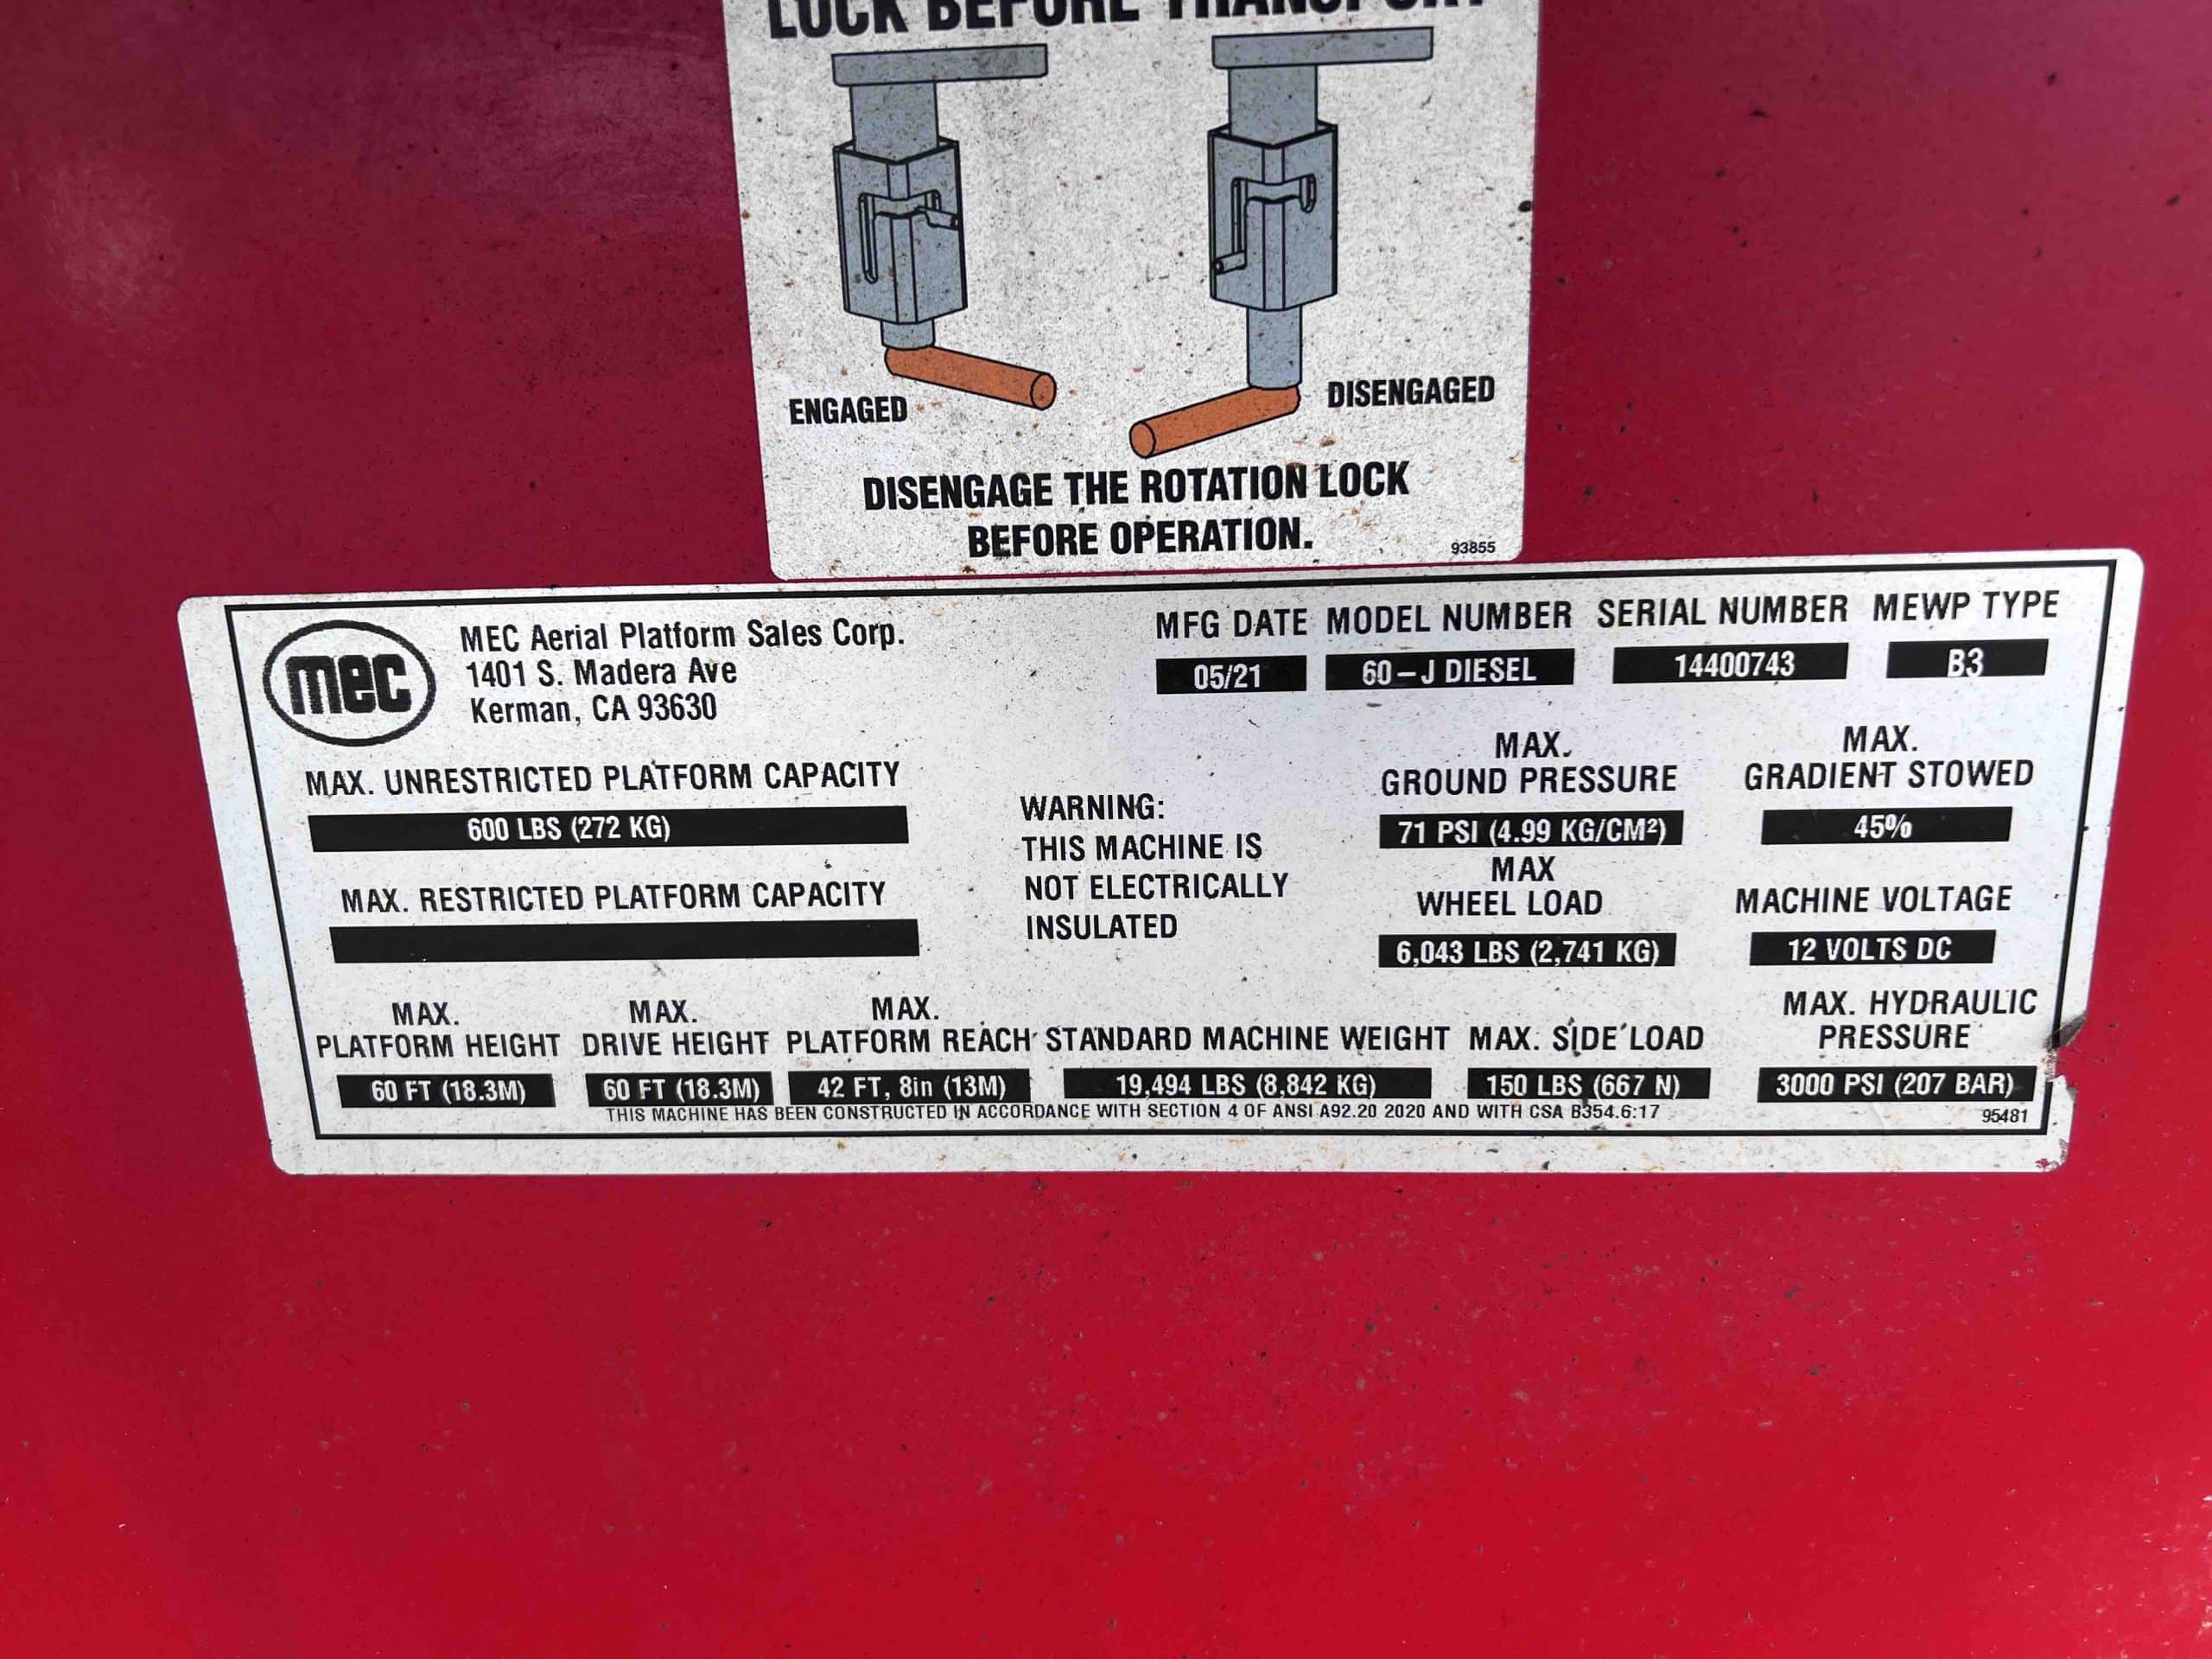 LOCK BEFORE TRANSPORT
ENGAGED
DISENGAGED
DISENGAGE THE ROTATION LOCK
BEFORE OPERATION.
93855
mec
MEC Aerial Platform Sales Corp.
1401 S. Madera Ave
Kerman, CA 93630
MFG DATE MODEL NUMBER SERIAL NUMBER MEWP TYPE
05/21 60-J DIESEL 14400743 B3
MAX. UNRESTRICTED PLATFORM CAPACITY
600 LBS (272 KG)
MAX. RESTRICTED PLATFORM CAPACITY
WARNING:
THIS MACHINE IS
NOT ELECTRICALLY
INSULATED
MAX.
GROUND PRESSURE
71 PSI (4.99 KG/CM²)
MAX
WHEEL LOAD
6,043 LBS (2,741 KG)
MAX.
GRADIENT STOWED
45%
MACHINE VOLTAGE
12 VOLTS DC
MAX.
PLATFORM HEIGHT
60 FT (18.3M)
MAX.
DRIVE HEIGHT
60 FT (18.3M)
MAX.
PLATFORM REACH
42 FT, 8in (13M)
STANDARD MACHINE WEIGHT
19,494 LBS (8,842 KG)
MAX. SIDE LOAD
150 LBS (667 N)
MAX. HYDRAULIC
PRESSURE
3000 PSI (207 BAR)
THIS MACHINE HAS BEEN CONSTRUCTED IN ACCORDANCE WITH SECTION 4 OF ANSI A92.20 2020 AND WITH CSA B354.6:17
95481